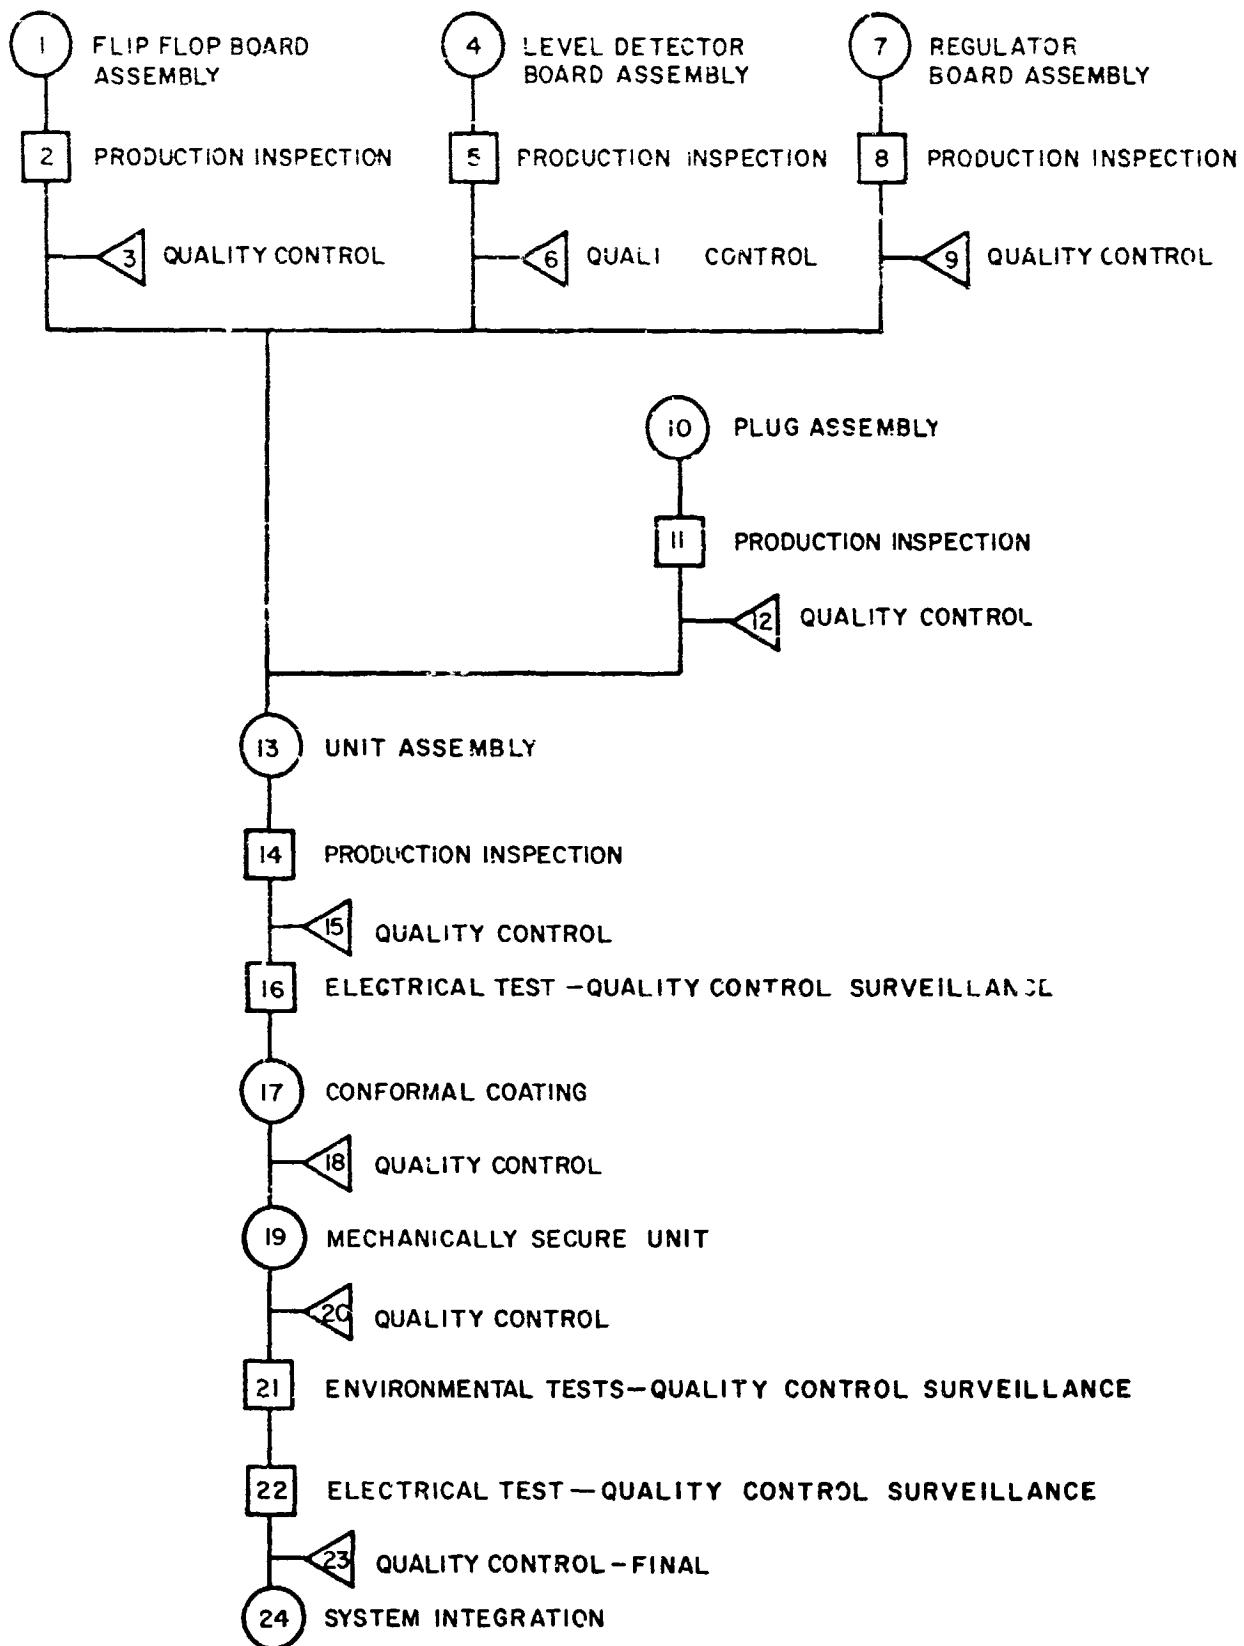 1 FLIP FLOP BOARD
ASSEMBLY
4 LEVEL DETECTOR
BOARD ASSEMBLY
7 REGULATOR
BOARD ASSEMBLY
2 PRODUCTION INSPECTION
5 PRODUCTION INSPECTION
8 PRODUCTION INSPECTION
3 QUALITY CONTROL
6 QUALI CONTROL
9 QUALITY CONTROL
10 PLUG ASSEMBLY
11 PRODUCTION INSPECTION
12 QUALITY CONTROL
13 UNIT ASSEMBLY
14 PRODUCTION INSPECTION
15 QUALITY CONTROL
16 ELECTRICAL TEST - QUALITY CONTROL SURVEILLANCE
17 CONFORMAL COATING
18 QUALITY CONTROL
19 MECHANICALLY SECURE UNIT
20 QUALITY CONTROL
21 ENVIRONMENTAL TESTS - QUALITY CONTROL SURVEILLANCE
22 ELECTRICAL TEST - QUALITY CONTROL SURVEILLANCE
23 QUALITY CONTROL - FINAL
24 SYSTEM INTEGRATION